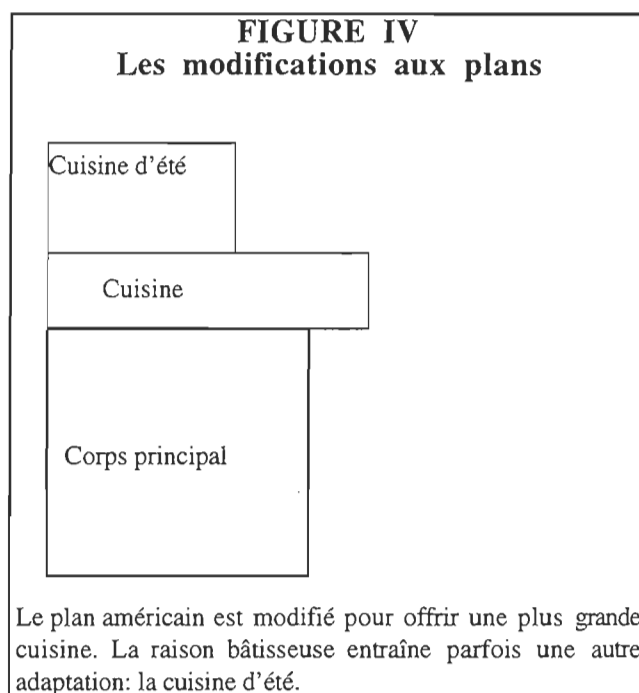 FIGURE IV
Les modifications aux plans
Cuisine d'été
Cuisine
Corps principal
Le plan américain est modifié pour offrir une plus grande
cuisine. La raison bâtisseuse entraîne parfois une autre
adaptation: la cuisine d'été.